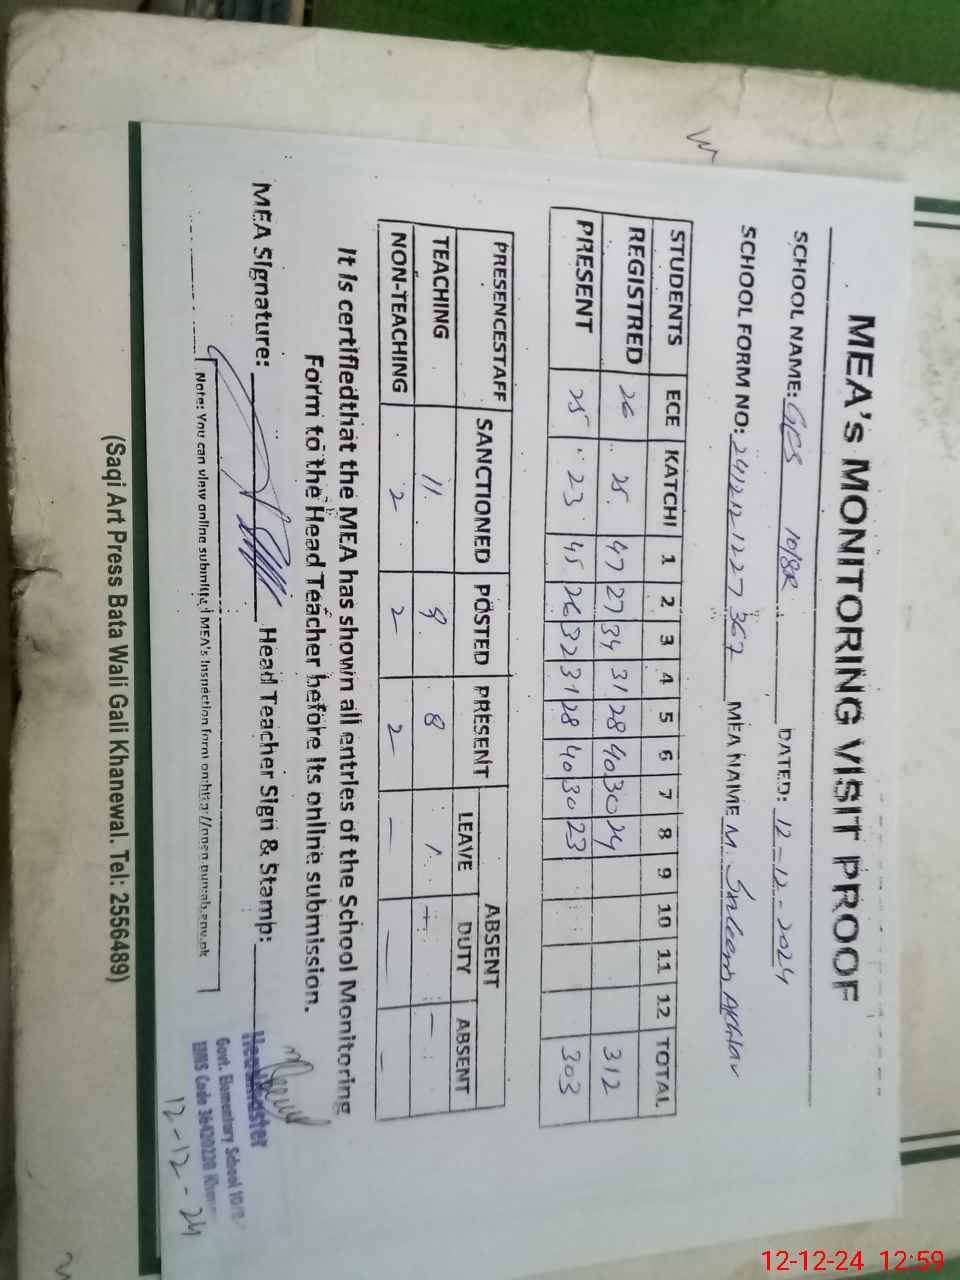 MEA's MONITORING VISIT PROOF
SCHOOL NAME: GES 10/8R DATED: 12-12-2024
SCHOOL FORM NO: 24121212 27 367 MEA NAME M. Saleem Akhtar
STUDENTS ECE KATCHI 1 2 3 4 5 6 7 8 9 10 11 12 TOTAL
REGISTRED 26 25 47 27 34 31 28 40 30 24 312
PRESENT 25 23 45 26 32 31 28 40 30 23 303
PRESENCESTAFF SANCTIONED POSTED PRESENT ABSENT
LEAVE DUTY ABSENT
TEACHING 11 9 8 1 - -
NON-TEACHING 2 2 2 - - -
It is certifiedthat the MEA has shown all entries of the School Monitoring
Form to the Head Teacher before its online submission.
MEA Signature: Head Teacher Sign & Stamp:
Headmaster
Govt. Elementary School 10/8-
EMIS Code 36420220
12-12-24
Note: You can view online submitted MEA's Inspection form on
(Saqi Art Press Bata Wali Gali Khanewal. Tel: 2556489)
12-12-24 12:59